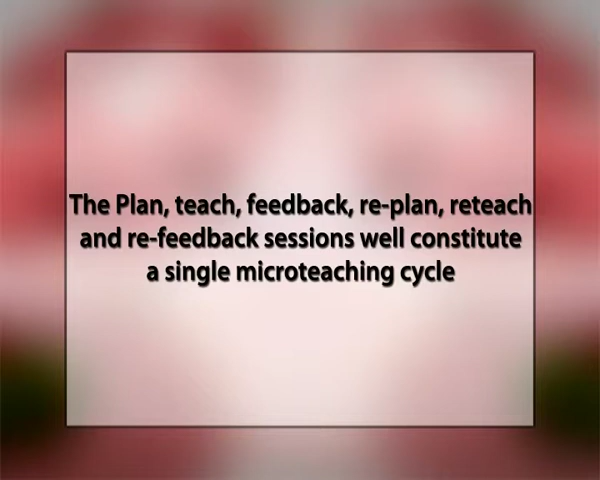 The Plan, teach, feedback, re-plan, reteach
and re-feedback sessions well constitute
a single microteaching cycle